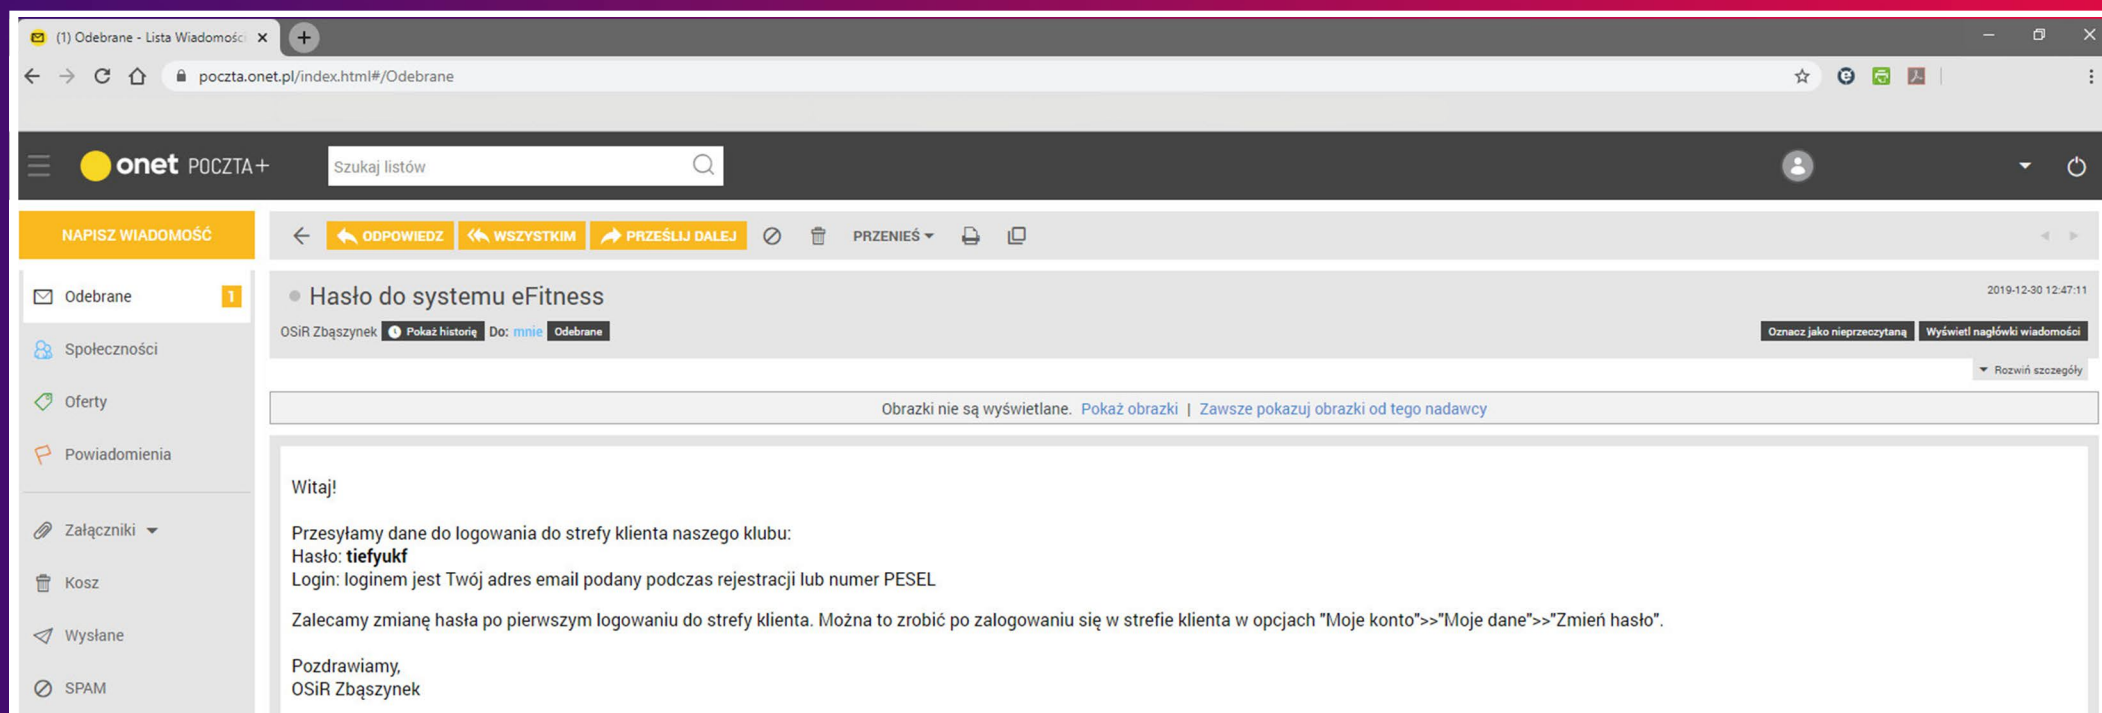 (1) Odebrane - Lista Wiadomości
poczta.onet.pl/index.html#/Odebrane
onet POCZTA+
Szukaj listów
NAPISZ WIADOMOŚĆ
ODPOWIEDZ WSZYSTKIM PRZEŚLIJ DALEJ PRZENIEŚ
Odebrane 1
Społeczności
Oferty
Powiadomienia
Załączniki
Kosz
Wysłane
SPAM
Hasło do systemu eFitness
2019-12-30 12:47:11
OSiR Zbąszynek Pokaż historię Do: mnie Odebrane
Oznacz jako nieprzeczytaną Wyświetl nagłówki wiadomości
Rozwiń szczegóły
Obrazki nie są wyświetlane. Pokaż obrazki | Zawsze pokazuj obrazki od tego nadawcy
Witaj!
Przesyłamy dane do logowania do strefy klienta naszego klubu:
Hasło: tiefyukf
Login: loginem jest Twój adres email podany podczas rejestracji lub numer PESEL
Zalecamy zmianę hasła po pierwszym logowaniu do strefy klienta. Można to zrobić po zalogowaniu się w strefie klienta w opcjach "Moje konto">>"Moje dane">>"Zmień hasło".
Pozdrawiamy,
OSiR Zbąszynek